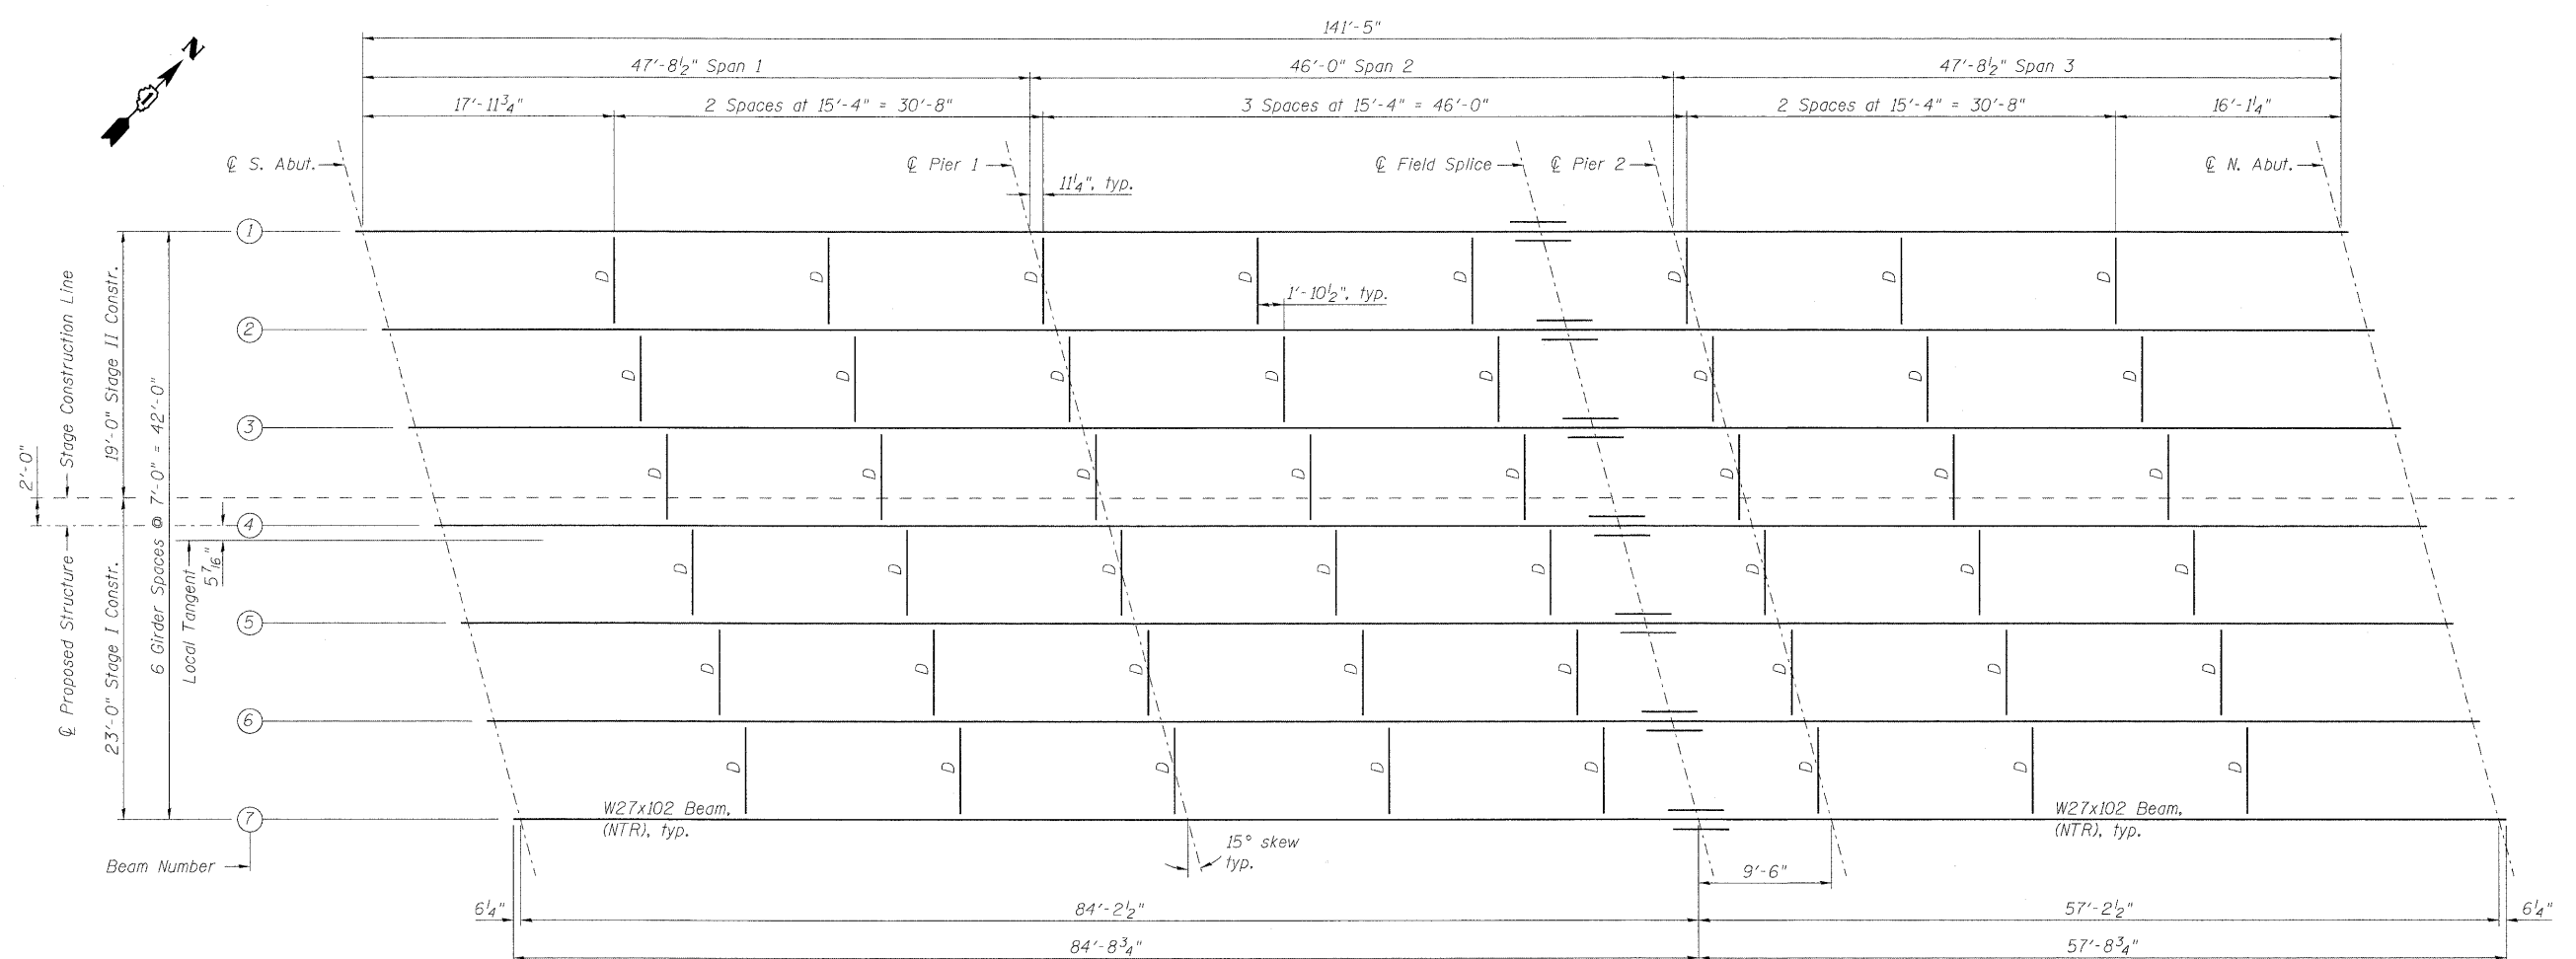 N
141'-5"
47'-8½" Span 1
46'-0" Span 2
47'-8½" Span 3
17'-11¾"
2 Spaces at 15'-4" = 30'-8"
3 Spaces at 15'-4" = 46'-0"
2 Spaces at 15'-4" = 30'-8"
16'-1¼"
℄ S. Abut.
℄ Pier 1
℄ Field Splice
℄ Pier 2
℄ N. Abut.
11¼", typ.
1
D D D D D D D D
1'-10½", typ.
2
D D D D D D D D
3
D D D D D D D D
4
D D D D D D D D
5
D D D D D D D D
6
D D D D D D D D
7
2'-0"
Stage Construction Line
℄ Proposed Structure
19'-0" Stage II Constr.
23'-0" Stage I Constr.
6 Girder Spaces @ 7'-0" = 42'-0"
Local Tangent
5 7/16"
W27x102 Beam,
(NTR), typ.
W27x102 Beam,
(NTR), typ.
15° skew
typ.
Beam Number
9'-6"
6¼"
84'-2½"
57'-2½"
6¼"
84'-8¾"
57'-8¾"